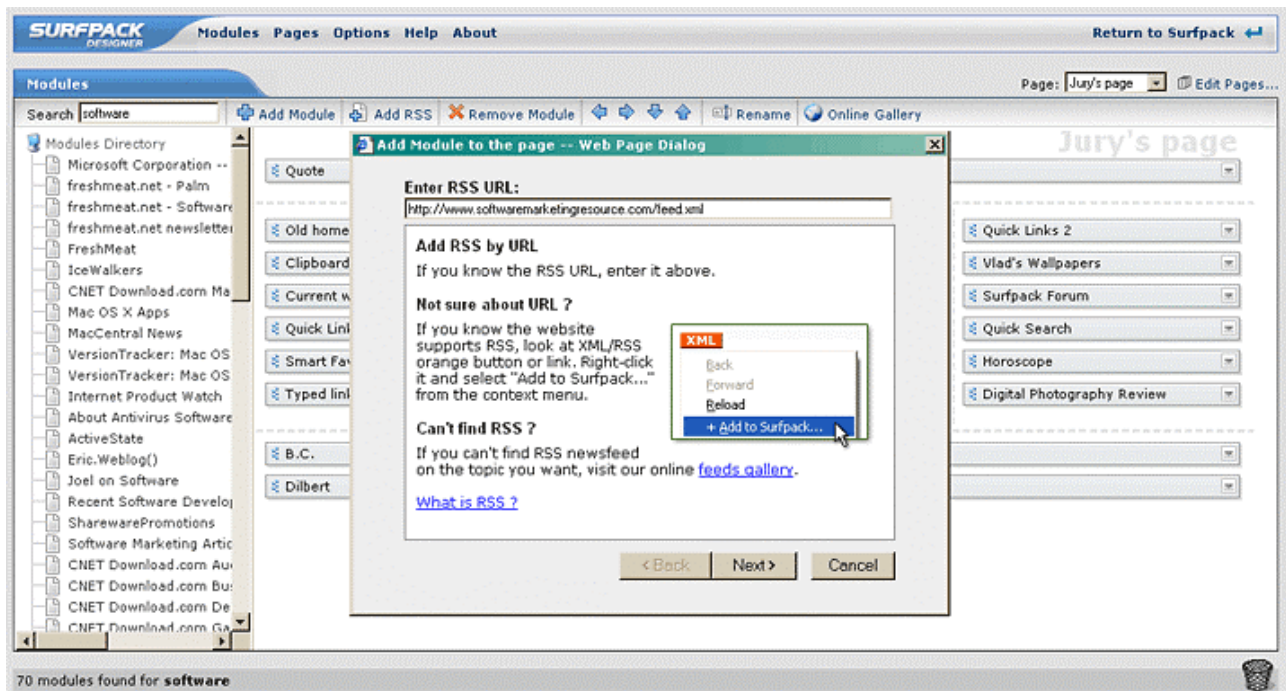 SURFPACK
DESIGNER
Modules Pages Options Help About
Return to Surfpack
Modules
Page: Jury's page
Edit Pages...
Search software
Add Module
Add RSS
Remove Module
Rename
Online Gallery
Modules Directory
Microsoft Corporation --
freshmeat.net - Palm
freshmeat.net - Software
freshmeat.net newsletter
FreshMeat
IceWalkers
CNET Download.com Ma
Mac OS X Apps
MacCentral News
VersionTracker: Mac OS
VersionTracker: Mac OS
Internet Product Watch
About Antivirus Software
ActiveState
Eric.Weblog()
Joel on Software
Recent Software Develop
SharewarePromotions
Software Marketing Artic
CNET Download.com Au
CNET Download.com Bus
CNET Download.com De
CNET Download.com Ga
Jury's page
Quote
Old home
Clipboard
Current w
Quick Link
Smart Fav
Typed link
B.C.
Dilbert
Quick Links 2
Vlad's Wallpapers
Surfpack Forum
Quick Search
Horoscope
Digital Photography Review
Add Module to the page -- Web Page Dialog
Enter RSS URL:
http://www.softwaremarketingresource.com/feed.xml
Add RSS by URL
If you know the RSS URL, enter it above.
Not sure about URL ?
If you know the website
supports RSS, look at XML/RSS
orange button or link. Right-click
it and select "Add to Surfpack..."
from the context menu.
XML
Back
Forward
Reload
+ Add to Surfpack...
Can't find RSS ?
If you can't find RSS newsfeed
on the topic you want, visit our online feeds gallery.
What is RSS ?
< Back
Next >
Cancel
70 modules found for software